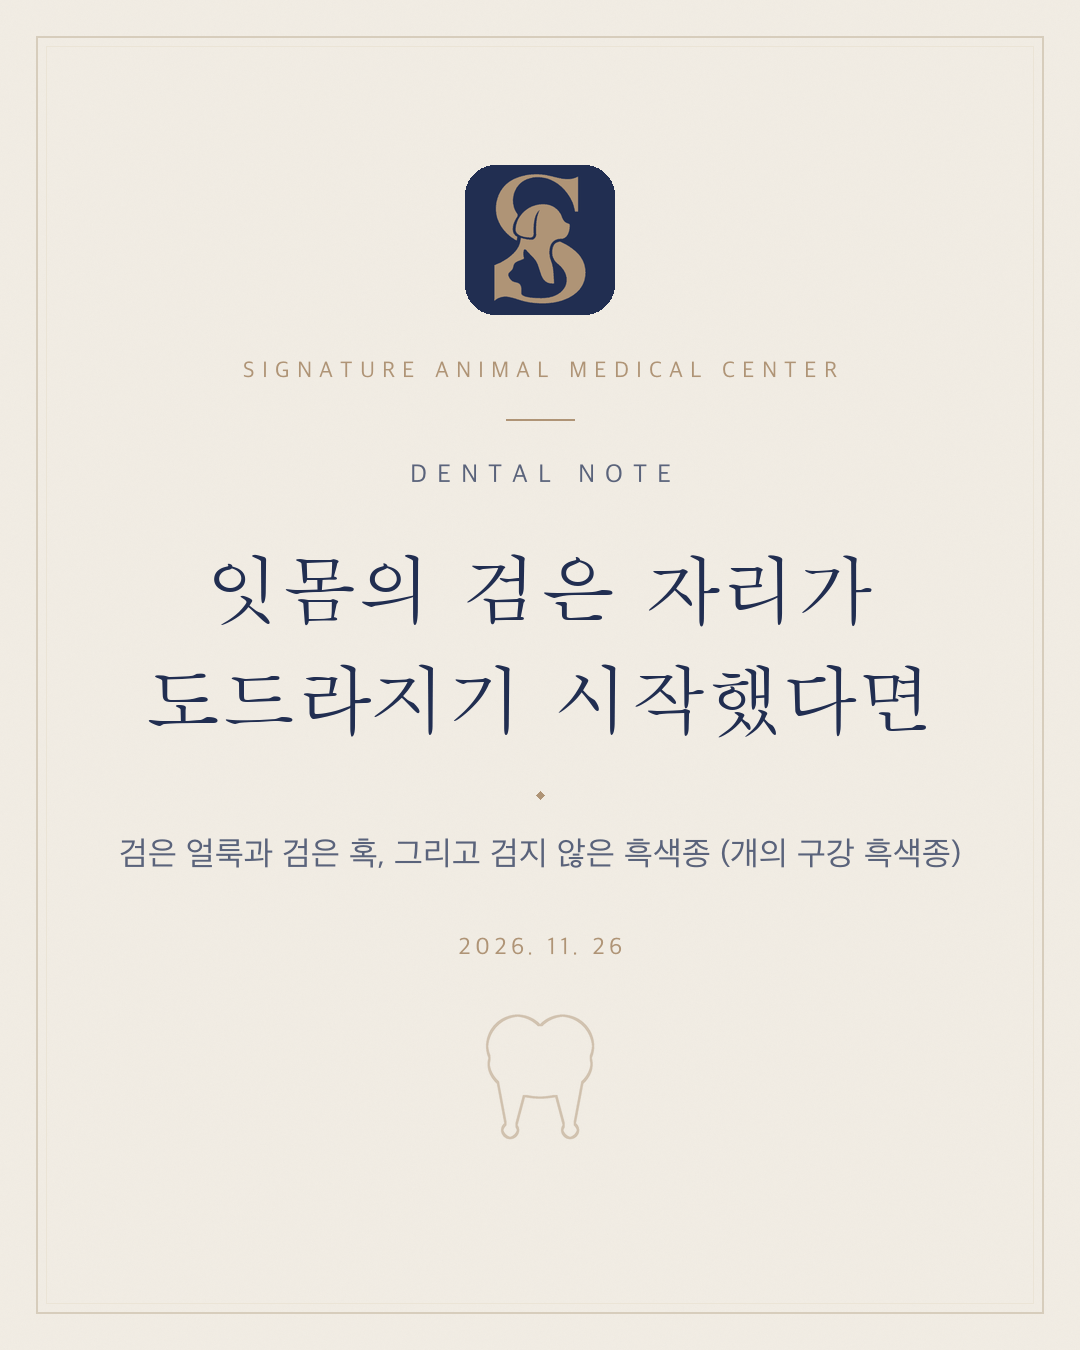 SIGNATURE ANIMAL MEDICAL CENTER
DENTAL NOTE
잇몸의 검은 자리가
도드라지기 시작했다면
검은 얼룩과 검은 혹, 그리고 검지 않은 흑색종 (개의 구강 흑색종)
2026. 11. 26